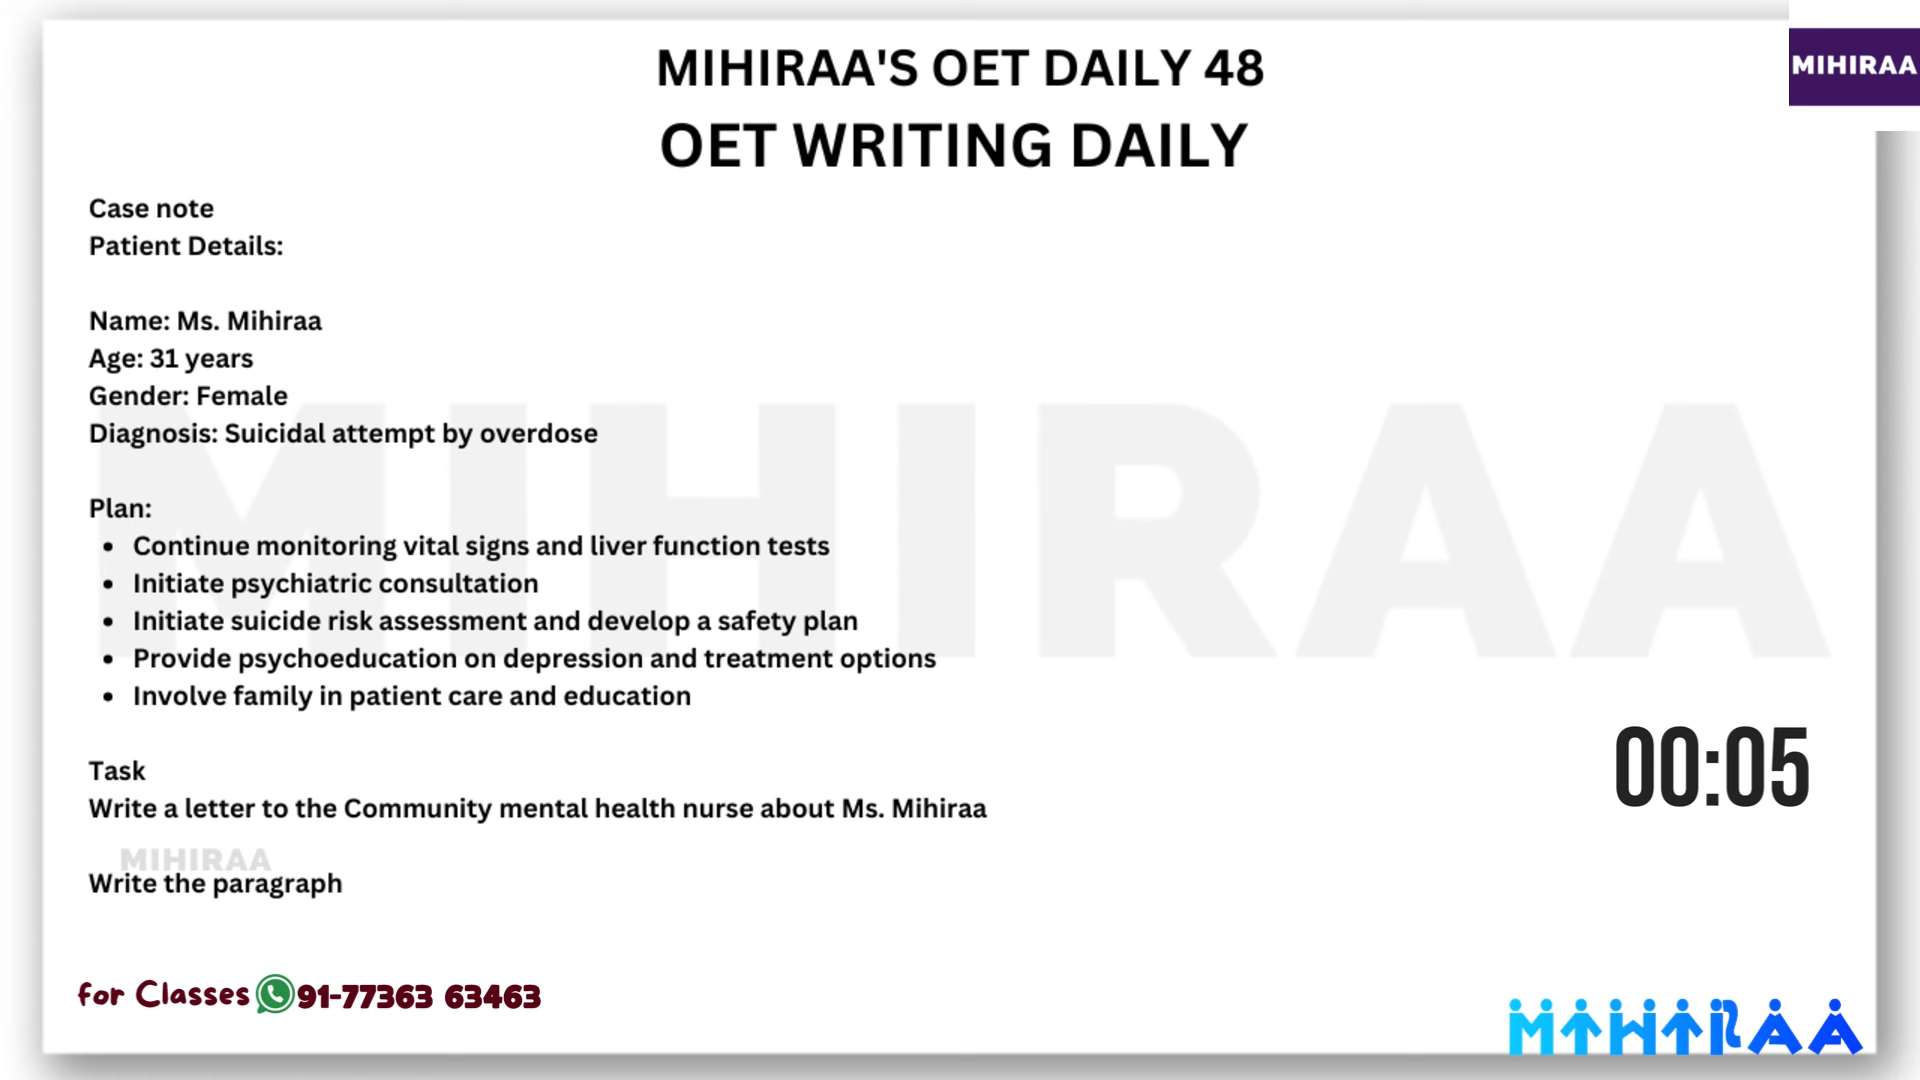 MIHIRAA'S OET DAILY 48
MIHIRAA
OET WRITING DAILY
Case note
Patient Details:
Name: Ms. Mihiraa
Age: 31 years
Gender: Female
Diagnosis: Suicidal attempt by overdose
MIHIRAA
Plan:
• Continue monitoring vital signs and liver function tests
• Initiate psychiatric consultation
• Initiate suicide risk assessment and develop a safety plan
• Provide psychoeducation on depression and treatment options
• Involve family in patient care and education
00:05
Task
Write a letter to the Community mental health nurse about Ms. Mihiraa
MIHIRAA
Write the paragraph
for Classes 91-77363 63463
MIHIRAA